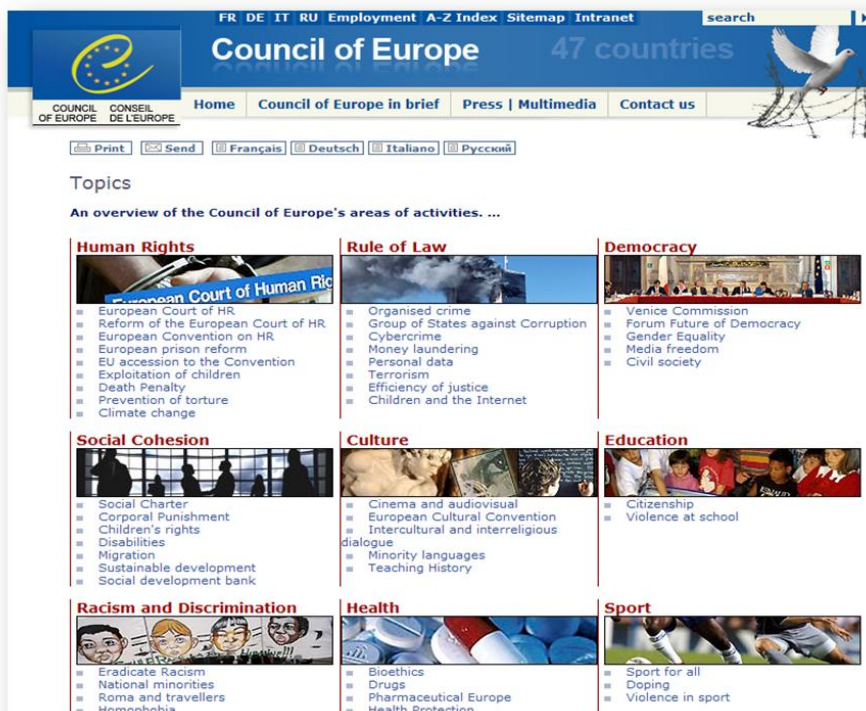 FR DE IT RU Employment A-Z Index Sitemap Intranet
search
Council of Europe
47 countries
COUNCIL CONSEIL
OF EUROPE DE L'EUROPE
Home Council of Europe in brief Press | Multimedia Contact us
Print Send Français Deutsch Italiano Русский
Topics
An overview of the Council of Europe's areas of activities. ...
Human Rights
European Court of Human Rig
European Court of HR
Reform of the European Court of HR
European Convention on HR
European prison reform
EU accession to the Convention
Exploitation of children
Death Penalty
Prevention of torture
Climate change
Rule of Law
Organised crime
Group of States against Corruption
Cybercrime
Money laundering
Personal data
Terrorism
Efficiency of justice
Children and the Internet
Democracy
Venice Commission
Forum Future of Democracy
Gender Equality
Media freedom
Civil society
Social Cohesion
Social Charter
Corporal Punishment
Children's rights
Disabilities
Migration
Sustainable development
Social development bank
Culture
Cinema and audiovisual
European Cultural Convention
Intercultural and interreligious
dialogue
Minority languages
Teaching History
Education
Citizenship
Violence at school
Racism and Discrimination
Eradicate Racism
National minorities
Roma and travellers
Homophobia
Health
Bioethics
Drugs
Pharmaceutical Europe
Health Protection
Sport
Sport for all
Doping
Violence in sport